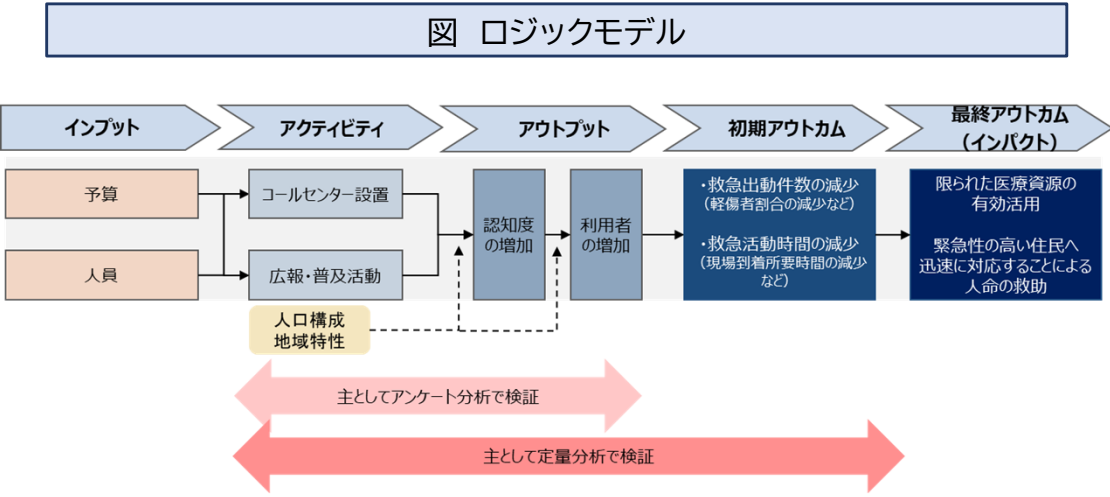 図 ロジックモデル
インプット
アクティビティ
アウトプット
初期アウトカム
最終アウトカム
（インパクト）
予算
人員
コールセンター設置
広報・普及活動
人口構成
地域特性
認知度
の増加
利用者
の増加
・救急出動件数の減少
（軽傷者割合の減少など）
・救急活動時間の減少
（現場到着所要時間の減少
など）
限られた医療資源の
有効活用
緊急性の高い住民へ
迅速に対応することによる
人命の救助
主としてアンケート分析で検証
主として定量分析で検証